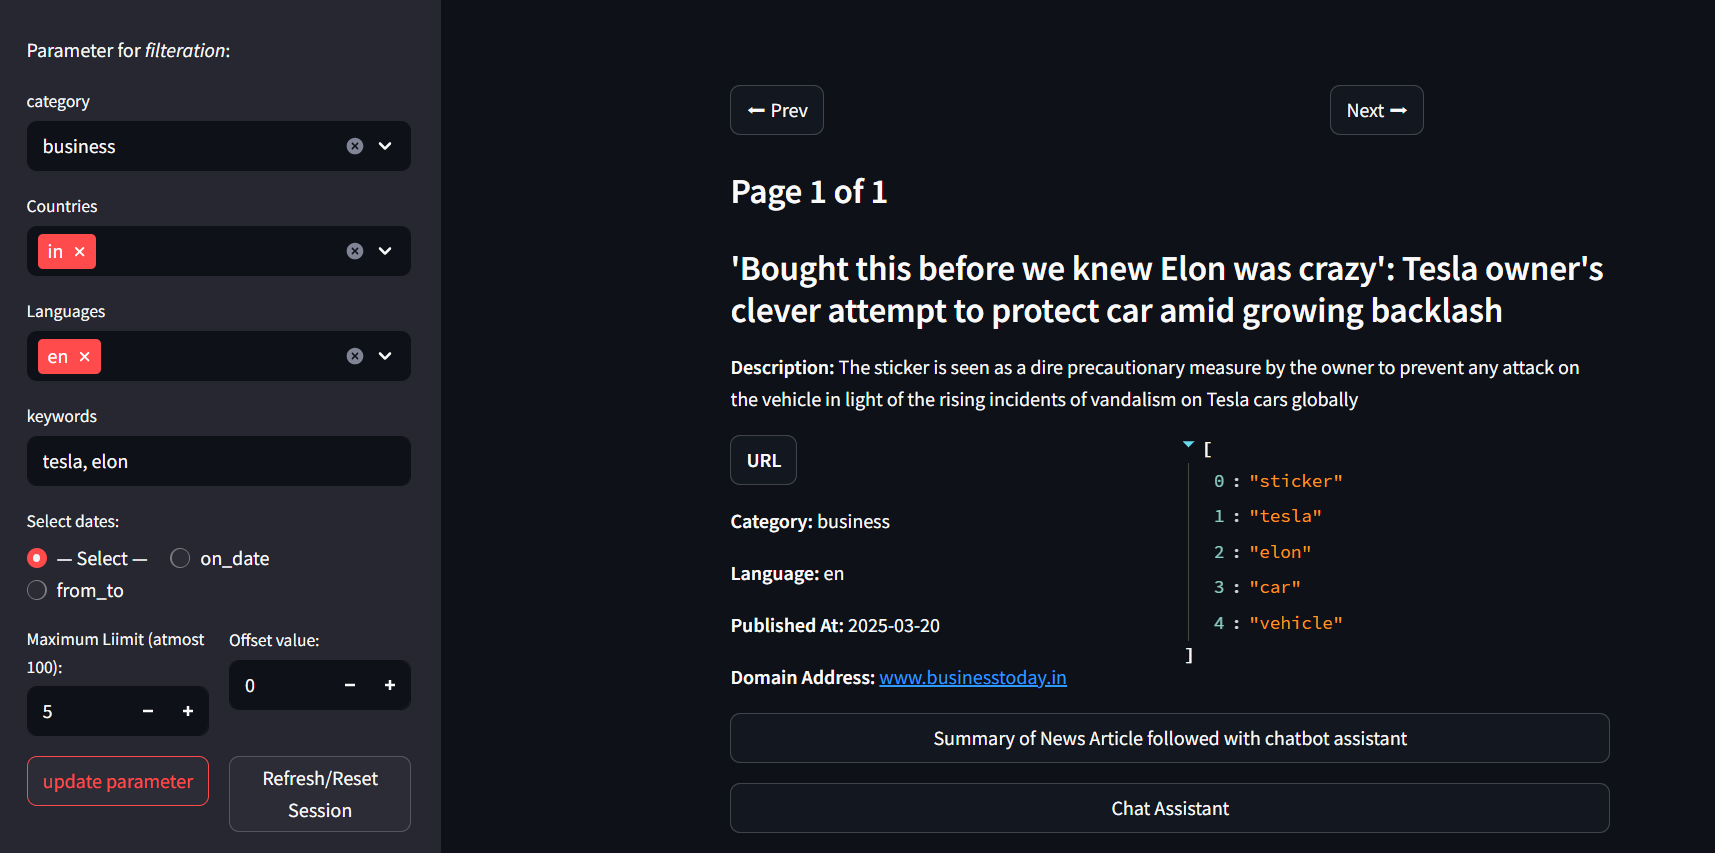 Parameter for filteration:
category
business
Countries
in ×
Languages
en ×
keywords
tesla, elon
Select dates:
— Select —
on_date
from_to
Maximum Liimit (atmost
100):
5
Offset value:
0
update parameter
Refresh/Reset
Session
← Prev
Next →
Page 1 of 1
'Bought this before we knew Elon was crazy': Tesla owner's
clever attempt to protect car amid growing backlash
Description: The sticker is seen as a dire precautionary measure by the owner to prevent any attack on
the vehicle in light of the rising incidents of vandalism on Tesla cars globally
URL
Category: business
Language: en
Published At: 2025-03-20
Domain Address: www.businesstoday.in
[
0 : "sticker"
1 : "tesla"
2 : "elon"
3 : "car"
4 : "vehicle"
]
Summary of News Article followed with chatbot assistant
Chat Assistant